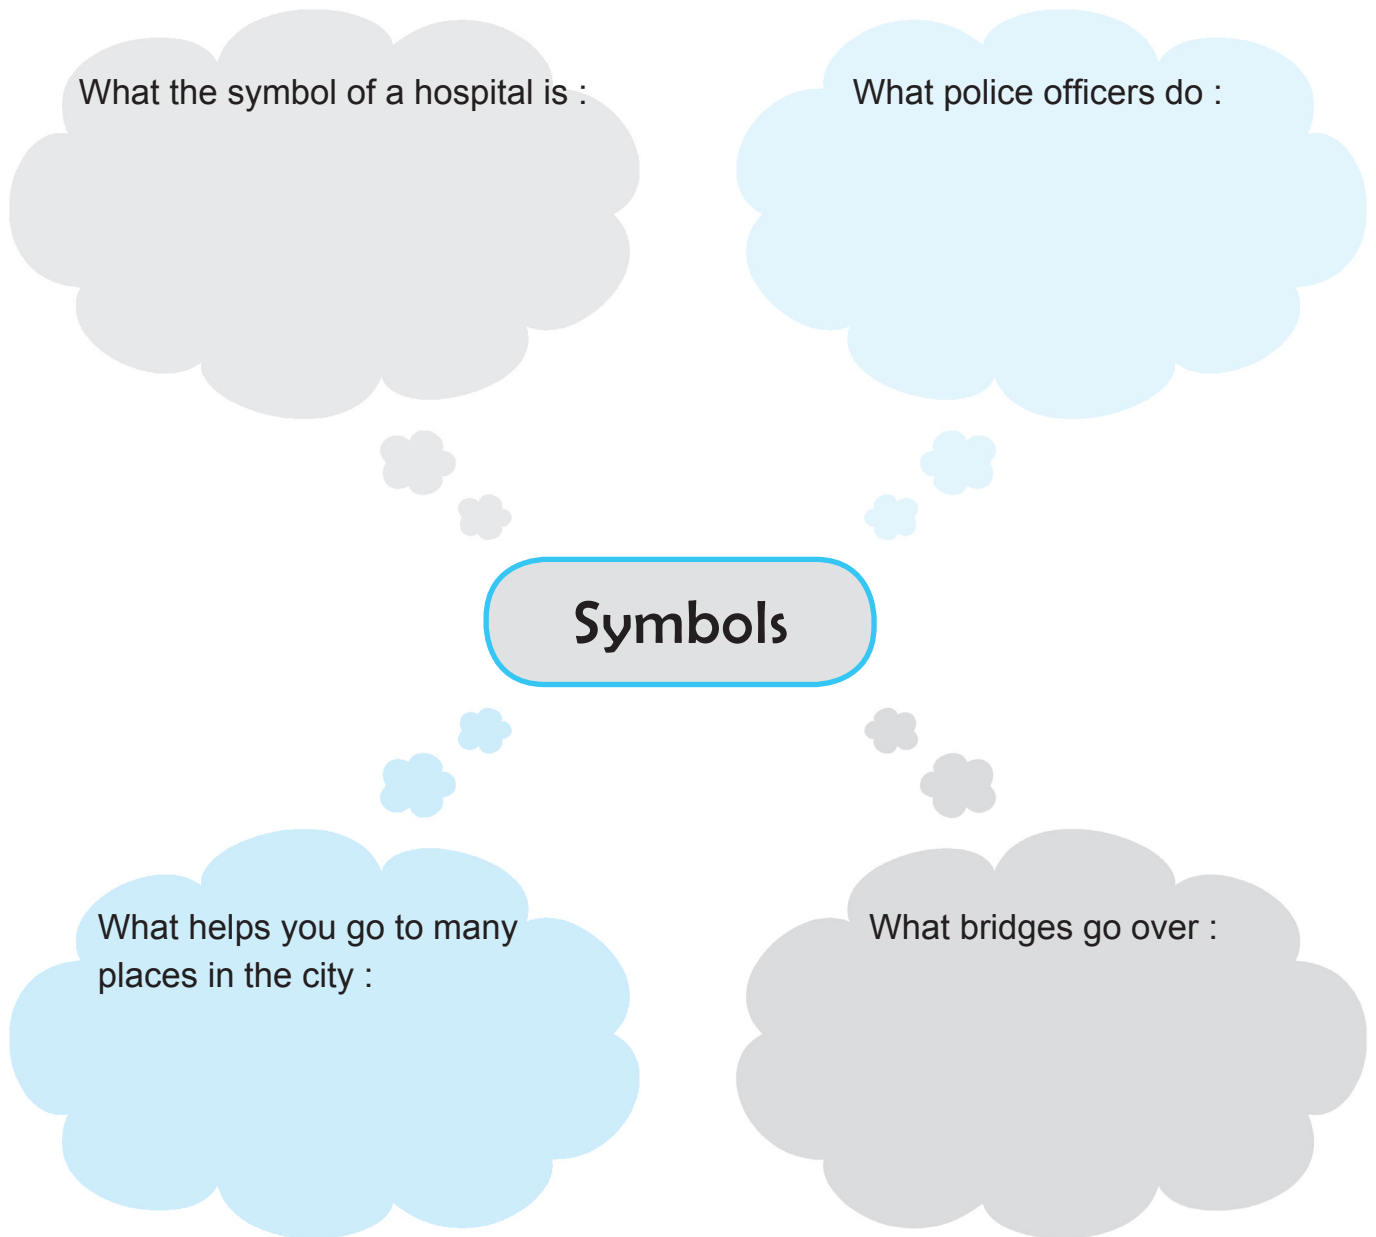 What the symbol of a hospital is :
What police officers do :
Symbols
What helps you go to many
places in the city :
What bridges go over :